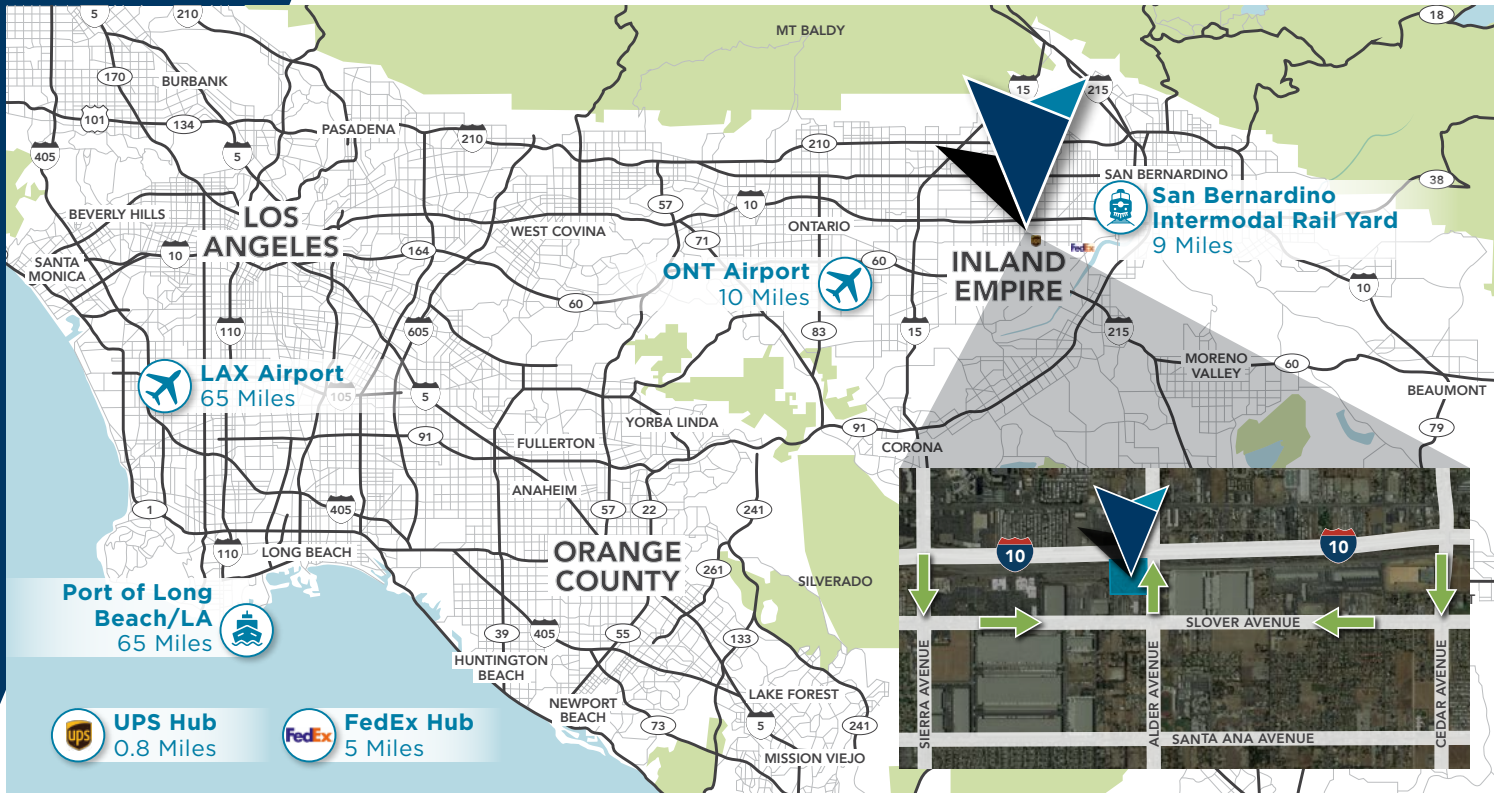 5
210
MT BALDY
18
170
BURBANK
15
215
101
134
PASADENA
405
5
210
210
SAN BERNARDINO
38
San Bernardino
Intermodal Rail Yard
9 Miles
BEVERLY HILLS
LOS
ANGELES
57
10
WEST COVINA
71
ONTARIO
SANTA
MONICA
10
164
ups
FedEx
ONT Airport
10 Miles
60
INLAND
EMPIRE
60
10
110
605
83
15
215
LAX Airport
65 Miles
105
5
MORENO
VALLEY
60
BEAUMONT
91
FULLERTON
YORBA LINDA
91
CORONA
79
ANAHEIM
1
405
57
22
241
110
LONG BEACH
ORANGE
COUNTY
261
SILVERADO
Port of Long
Beach/LA
65 Miles
39
405
55
133
HUNTINGTON
BEACH
NEWPORT
BEACH
73
LAKE FOREST
5
241
MISSION VIEJO
ups
UPS Hub
0.8 Miles
FedEx
FedEx Hub
5 Miles
10
10
SLOVER AVENUE
SIERRA AVENUE
ALDER AVENUE
CEDAR AVENUE
SANTA ANA AVENUE